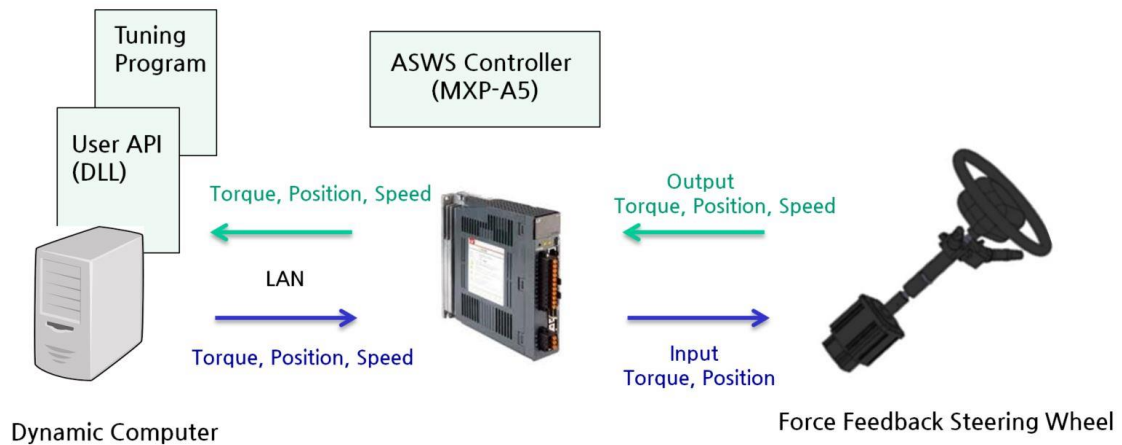 Tuning
Program
User API
(DLL)
ASWS Controller
(MXP-A5)
Torque, Position, Speed
LAN
Torque, Position, Speed
Output
Torque, Position, Speed
Input
Torque, Position
Dynamic Computer
Force Feedback Steering Wheel